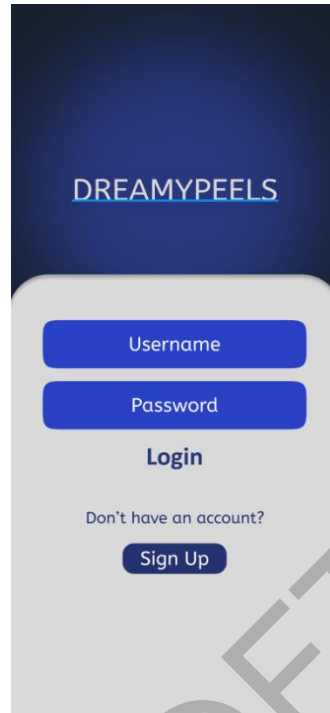 DREAMYPEELS
Username
Password
Login
Don't have an account?
Sign Up